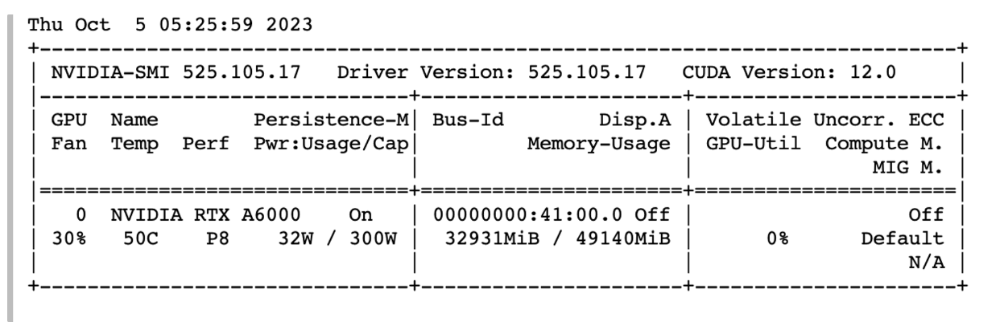 Thu Oct  5 05:25:59 2023
+-----------------------------------------------------------------------------+
| NVIDIA-SMI 525.105.17   Driver Version: 525.105.17   CUDA Version: 12.0     |
|-------------------------------+----------------------+----------------------+
| GPU  Name        Persistence-M| Bus-Id        Disp.A | Volatile Uncorr. ECC |
| Fan  Temp  Perf  Pwr:Usage/Cap|         Memory-Usage | GPU-Util  Compute M. |
|                               |                      |               MIG M. |
|===============================+======================+======================|
|   0  NVIDIA RTX A6000    On   | 00000000:41:00.0 Off |                  Off |
| 30%   50C    P8    32W / 300W |  32931MiB / 49140MiB |      0%      Default |
|                               |                      |                  N/A |
+-------------------------------+----------------------+----------------------+